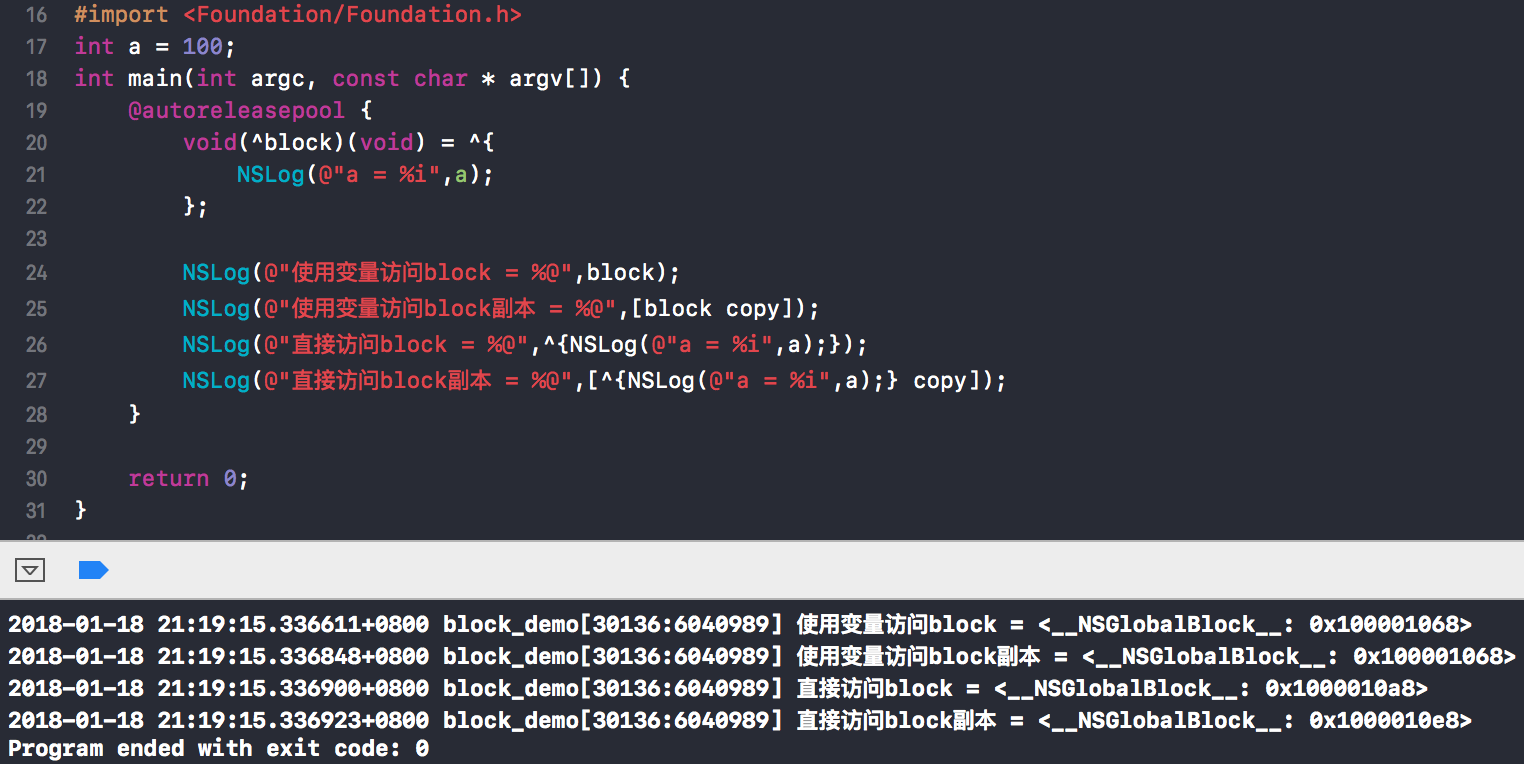 16 #import <Foundation/Foundation.h>
17 int a = 100;
18 int main(int argc, const char * argv[]) {
19     @autoreleasepool {
20         void(^block)(void) = ^{
21             NSLog(@"a = %i",a);
22         };
23
24         NSLog(@"使用变量访问block = %@",block);
25         NSLog(@"使用变量访问block副本 = %@",[block copy]);
26         NSLog(@"直接访问block = %@",^{NSLog(@"a = %i",a);});
27         NSLog(@"直接访问block副本 = %@",[^{NSLog(@"a = %i",a);} copy]);
28     }
29
30     return 0;
31 }
2018-01-18 21:19:15.336611+0800 block_demo[30136:6040989] 使用变量访问block = <__NSGlobalBlock__: 0x100001068>
2018-01-18 21:19:15.336848+0800 block_demo[30136:6040989] 使用变量访问block副本 = <__NSGlobalBlock__: 0x100001068>
2018-01-18 21:19:15.336900+0800 block_demo[30136:6040989] 直接访问block = <__NSGlobalBlock__: 0x1000010a8>
2018-01-18 21:19:15.336923+0800 block_demo[30136:6040989] 直接访问block副本 = <__NSGlobalBlock__: 0x1000010e8>
Program ended with exit code: 0